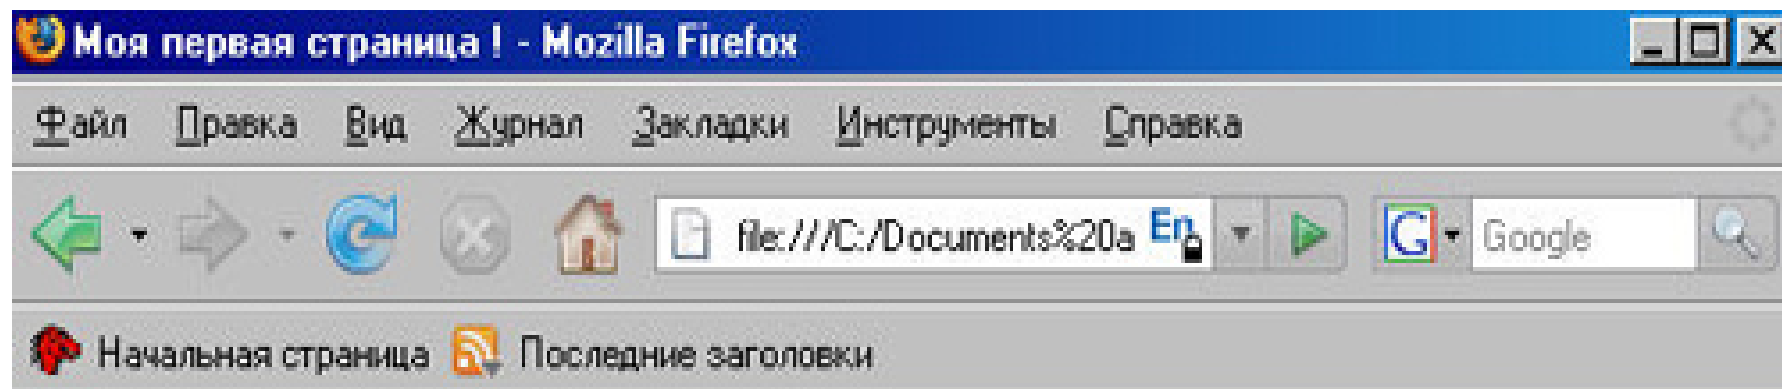 Моя первая страница ! - Mozilla Firefox
Файл Правка Вид Журнал Закладки Инструменты Справка
file:///C:/Documents%20a En G Google
Начальная страница Последние заголовки